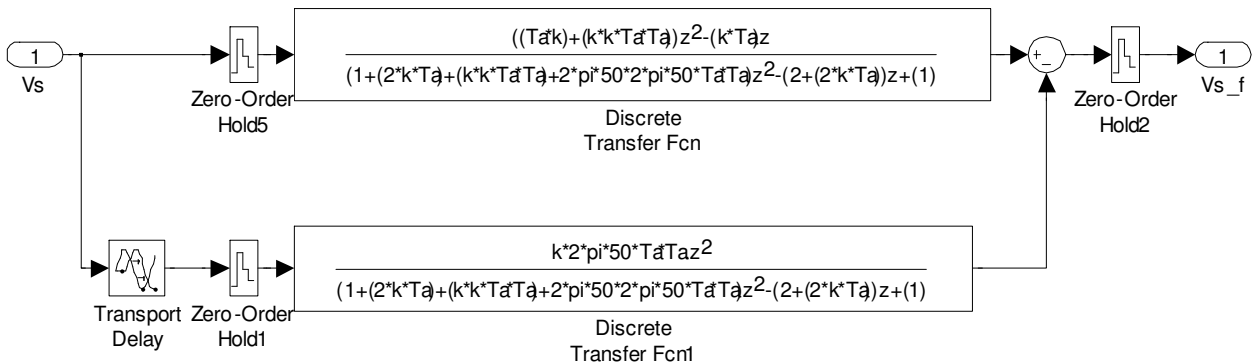 1
Vs
Zero-Order
Hold5
((Ta*k)+(k*k*Ta*Ta))z²-(k*Ta)z
(1+(2*k*Ta)+(k*k*Ta*Ta)+2*pi*50*2*pi*50*Ta*Ta)z²-(2+(2*k*Ta))z+(1)
Discrete
Transfer Fcn
+
-
Zero-Order
Hold2
1
Vs_f
Transport
Delay
Zero-Order
Hold1
k*2*pi*50*Ta*Taz²
(1+(2*k*Ta)+(k*k*Ta*Ta)+2*pi*50*2*pi*50*Ta*Ta)z²-(2+(2*k*Ta))z+(1)
Discrete
Transfer Fcn1